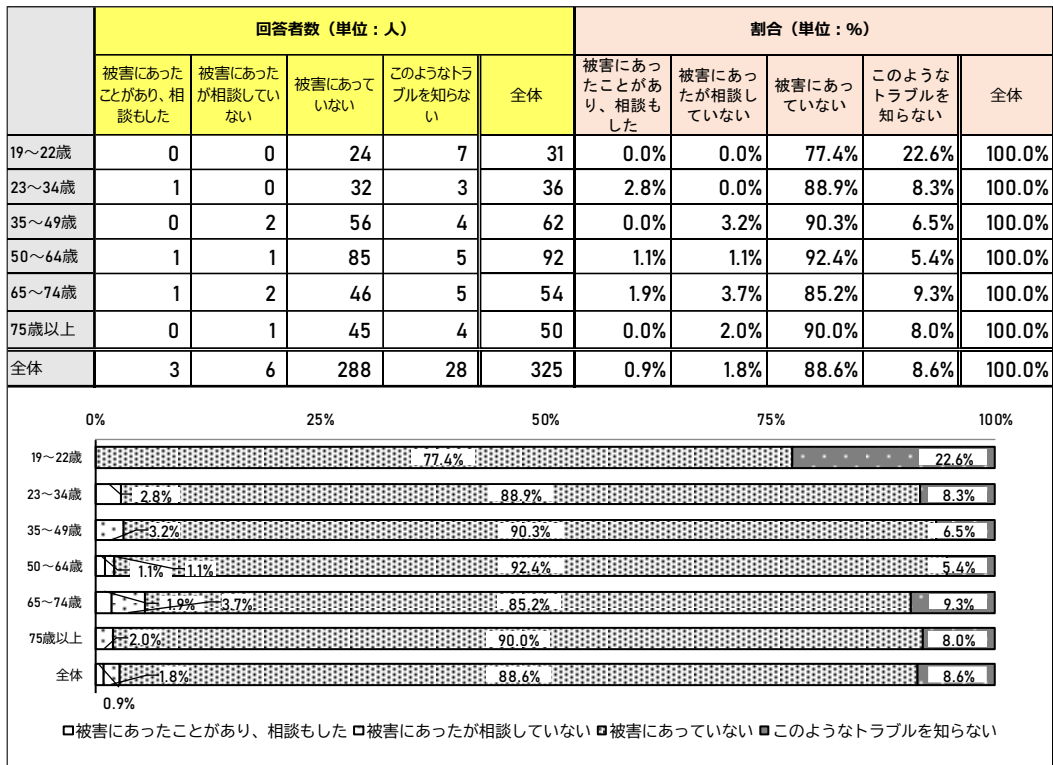 回答者数（単位：人） 割合（単位：％）
被害にあったことがあり、相談もした 被害にあったが相談していない 被害にあっていない このようなトラブルを知らない 全体 被害にあったことがあり、相談もした 被害にあったが相談していない 被害にあっていない このようなトラブルを知らない 全体
19～22歳 0 0 24 7 31 0.0% 0.0% 77.4% 22.6% 100.0%
23～34歳 1 0 32 3 36 2.8% 0.0% 88.9% 8.3% 100.0%
35～49歳 0 2 56 4 62 0.0% 3.2% 90.3% 6.5% 100.0%
50～64歳 1 1 85 5 92 1.1% 1.1% 92.4% 5.4% 100.0%
65～74歳 1 2 46 5 54 1.9% 3.7% 85.2% 9.3% 100.0%
75歳以上 0 1 45 4 50 0.0% 2.0% 90.0% 8.0% 100.0%
全体 3 6 288 28 325 0.9% 1.8% 88.6% 8.6% 100.0%
0% 25% 50% 75% 100%
19～22歳 77.4% 22.6%
23～34歳 2.8% 88.9% 8.3%
35～49歳 3.2% 90.3% 6.5%
50～64歳 1.1% 1.1% 92.4% 5.4%
65～74歳 1.9% 3.7% 85.2% 9.3%
75歳以上 2.0% 90.0% 8.0%
全体 1.8% 88.6% 8.6%
0.9%
被害にあったことがあり、相談もした 被害にあったが相談していない 被害にあっていない このようなトラブルを知らない